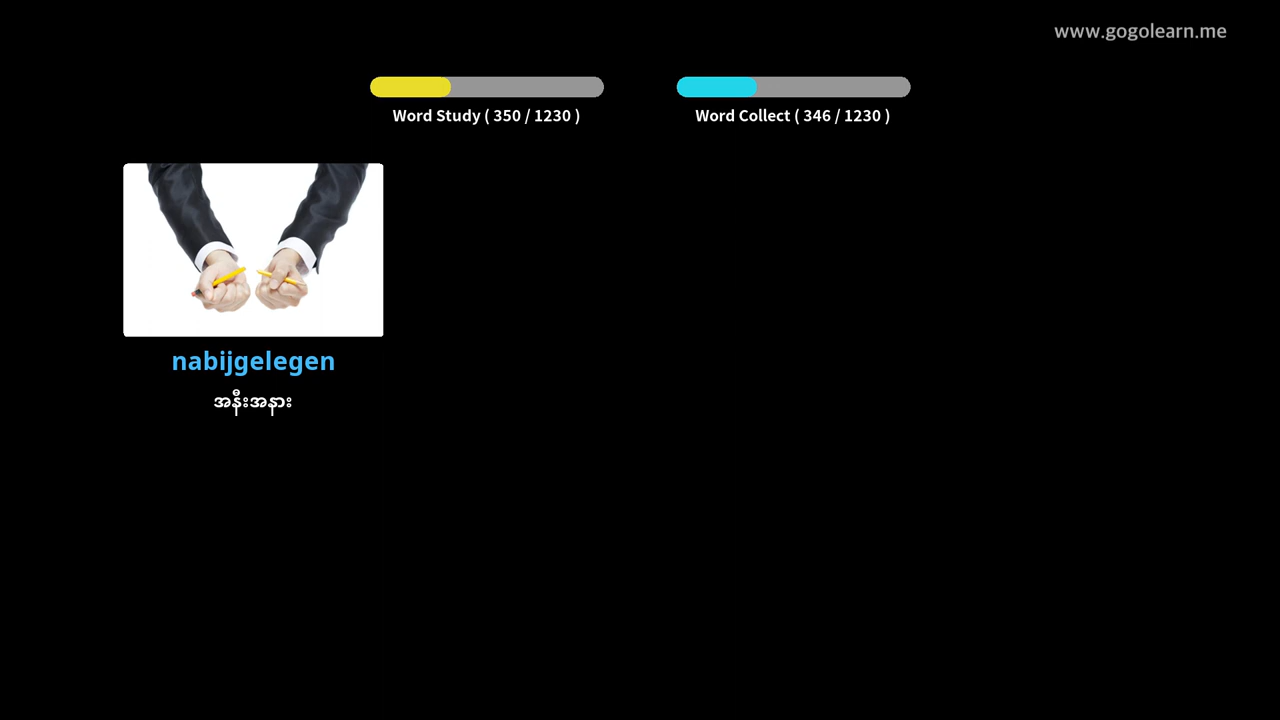 www.gogolearn.me
Word Study ( 350 / 1230 )
Word Collect ( 346 / 1230 )
nabijgelegen
အနီးအနား